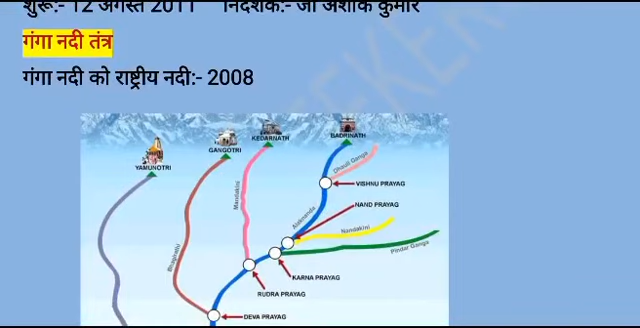 शुरू:- 12 अगस्त 2011 निदेशक:- जी अशोक कुमार
गंगा नदी तंत्र
गंगा नदी को राष्ट्रीय नदी:- 2008
BADRINATH
KEDARNATH
GANGOTRI
YAMUNOTRI
Dhauli Ganga
VISHNU PRAYAG
Mandakini
NAND PRAYAG
Alaknanda
Nandakini
Pindar Ganga
Bhagiratu
KARNA PRAYAG
RUDRA PRAYAG
DEVA PRAYAG